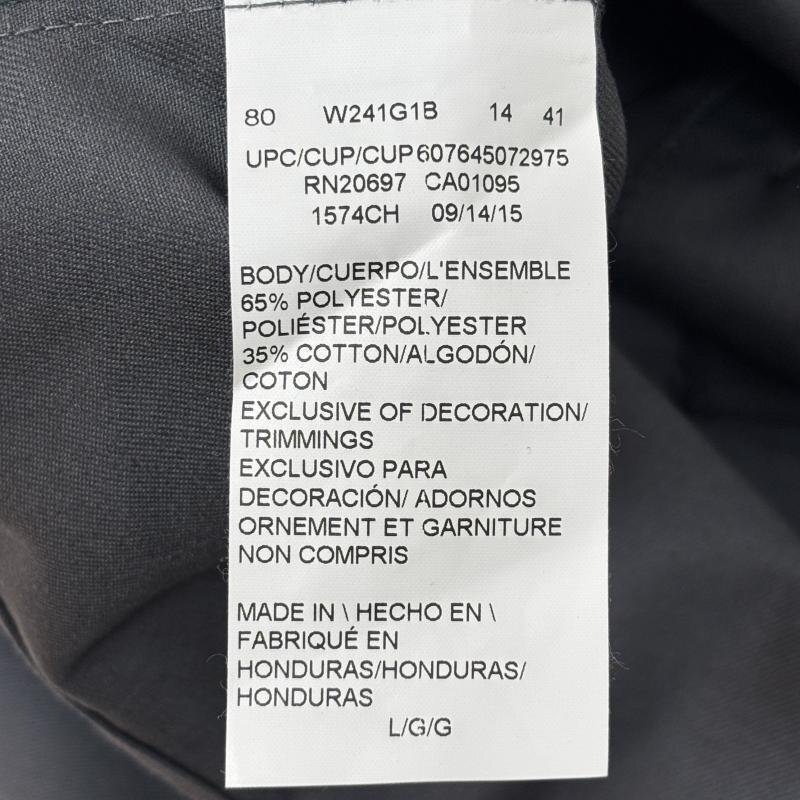 80 W241G1B 14 41
UPC/CUP/CUP607645072975
RN20697 CA01095
1574CH 09/14/15
BODY/CUERPO/L'ENSEMBLE
65% POLYESTER/
POLIÉSTER/POLYESTER
35% COTTON/ALGODÓN/
COTON
EXCLUSIVE OF DECORATION/
TRIMMINGS
EXCLUSIVO PARA
DECORACIÓN/ ADORNOS
ORNEMENT ET GARNITURE
NON COMPRIS
MADE IN \ HECHO EN \
FABRIQUÉ EN
HONDURAS/HONDURAS/
HONDURAS
L/G/G